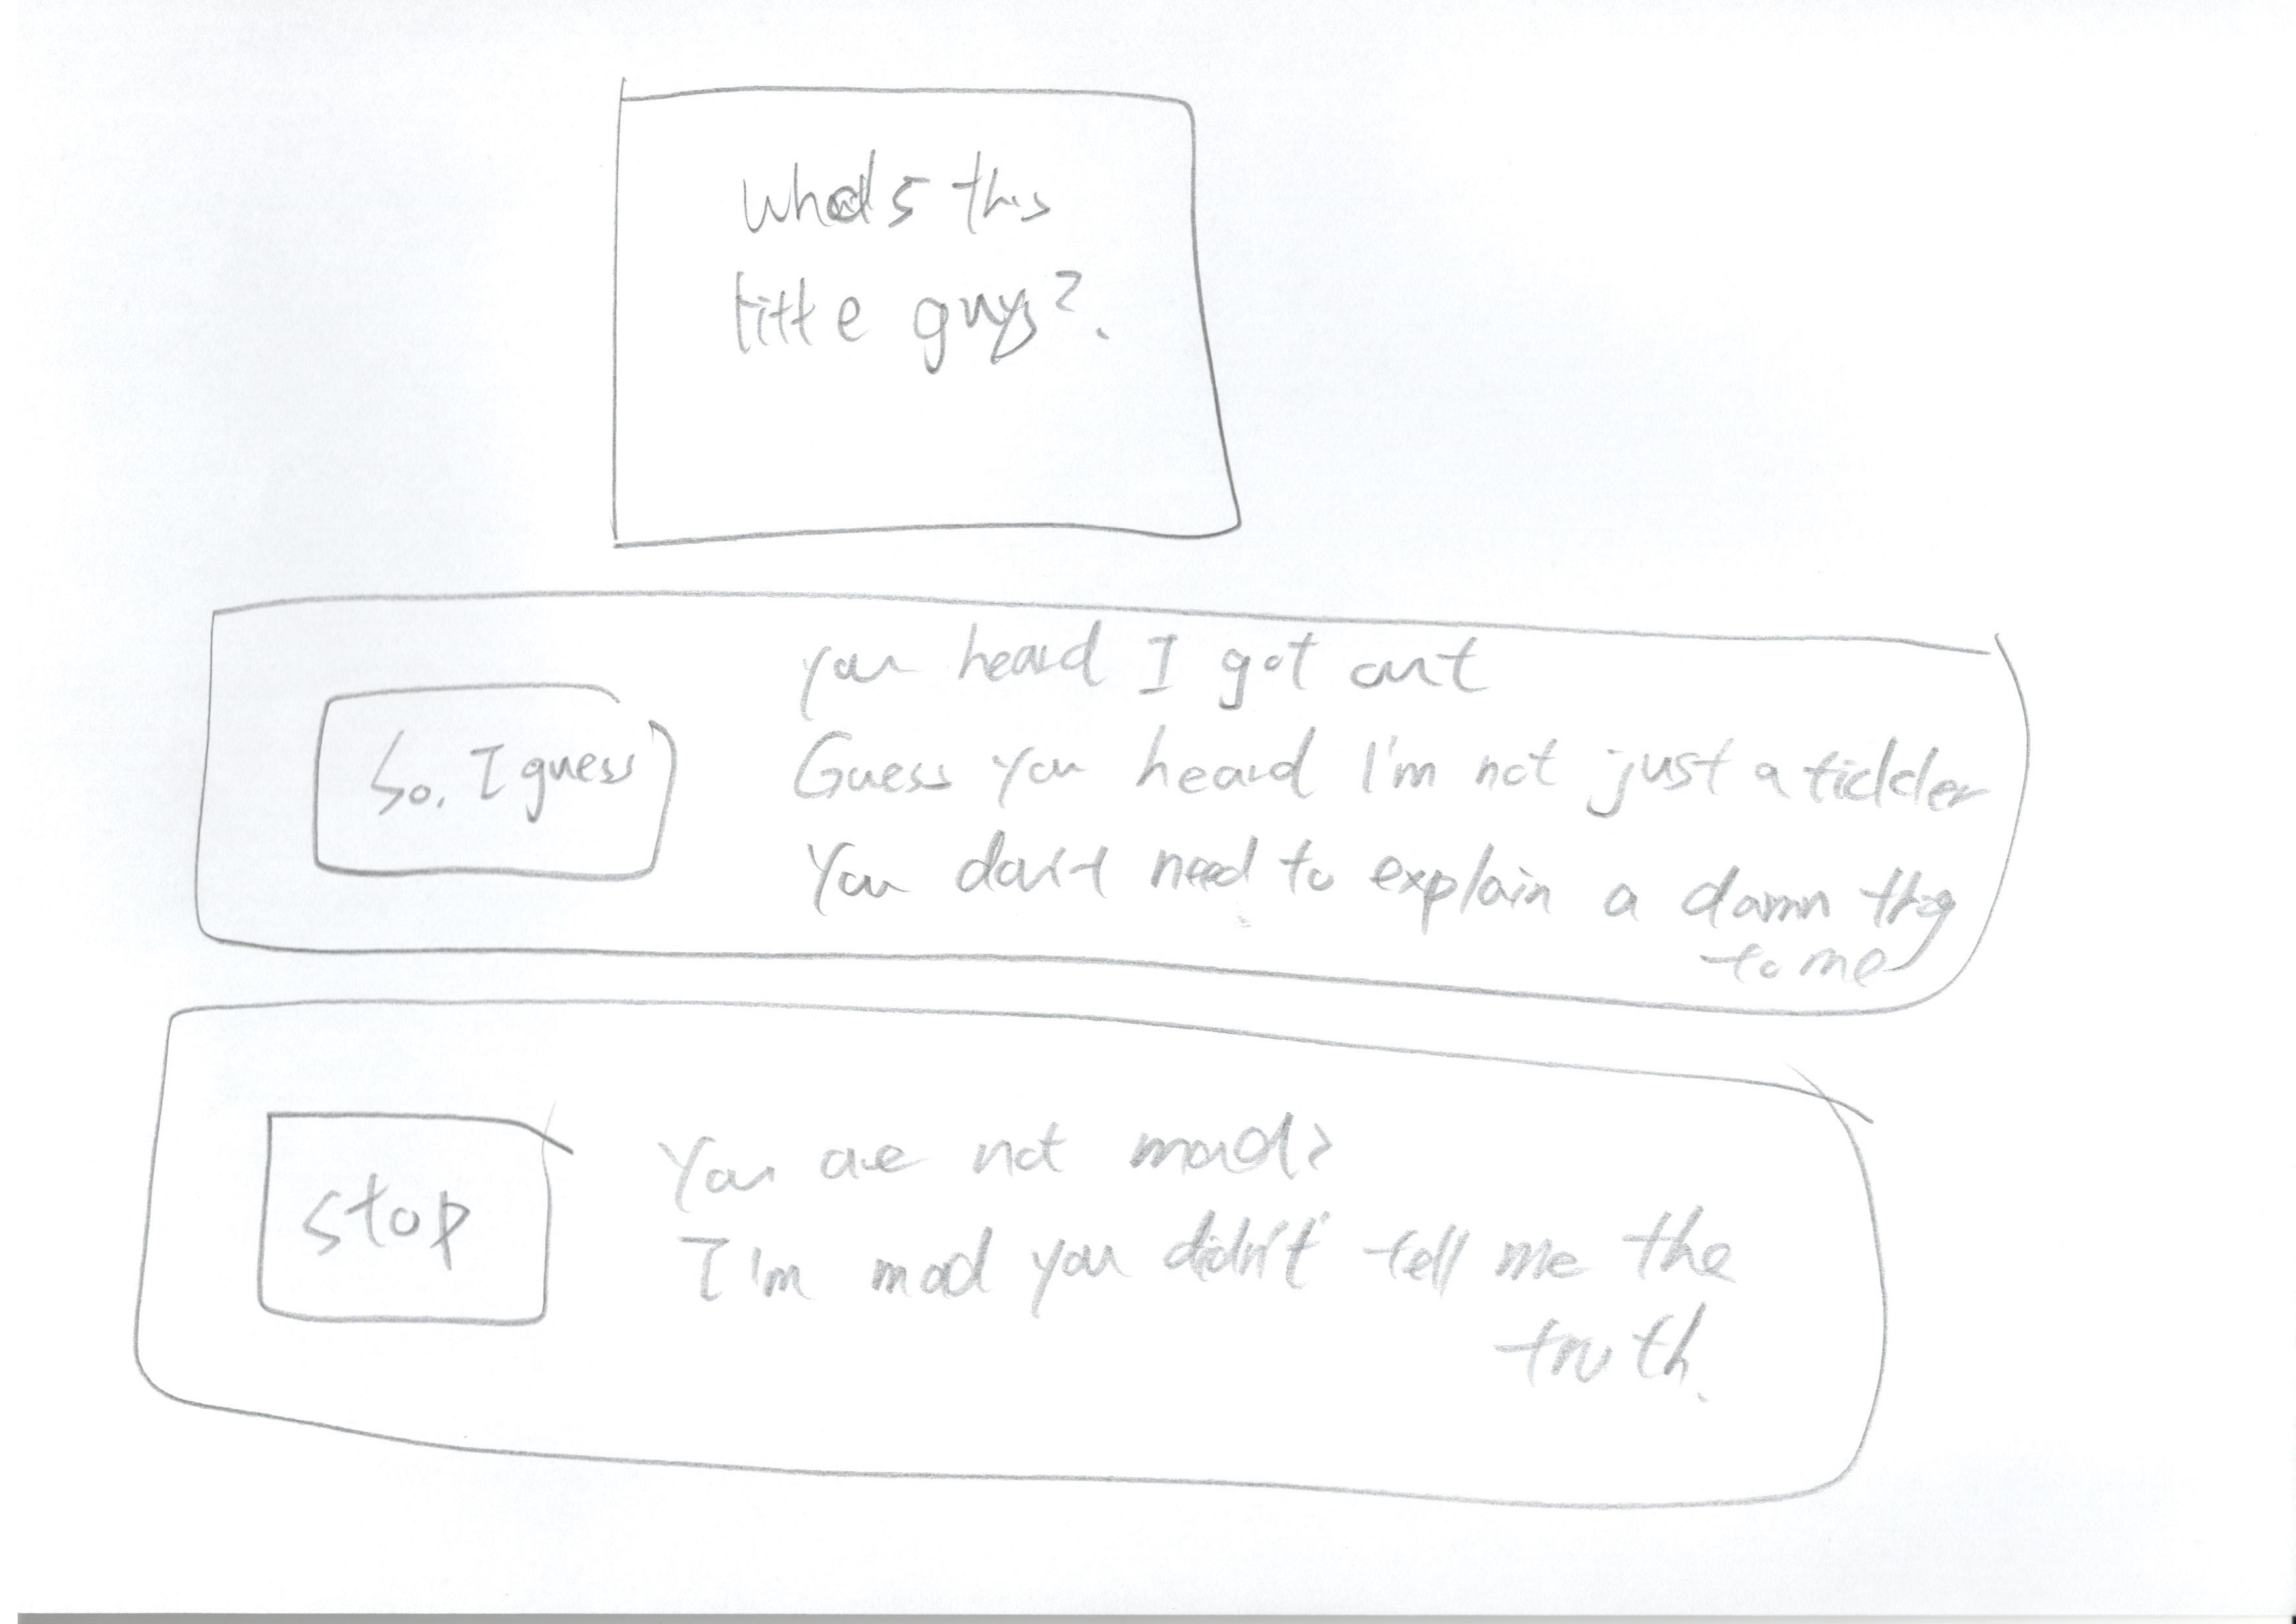 What's this
little guys?.
So, I guess
you heard I got out
Guess you heard I'm not just a tickler
You don't need to explain a damn thing
to me
stop
You are not mad?
I'm mad you didn't tell me the
truth.